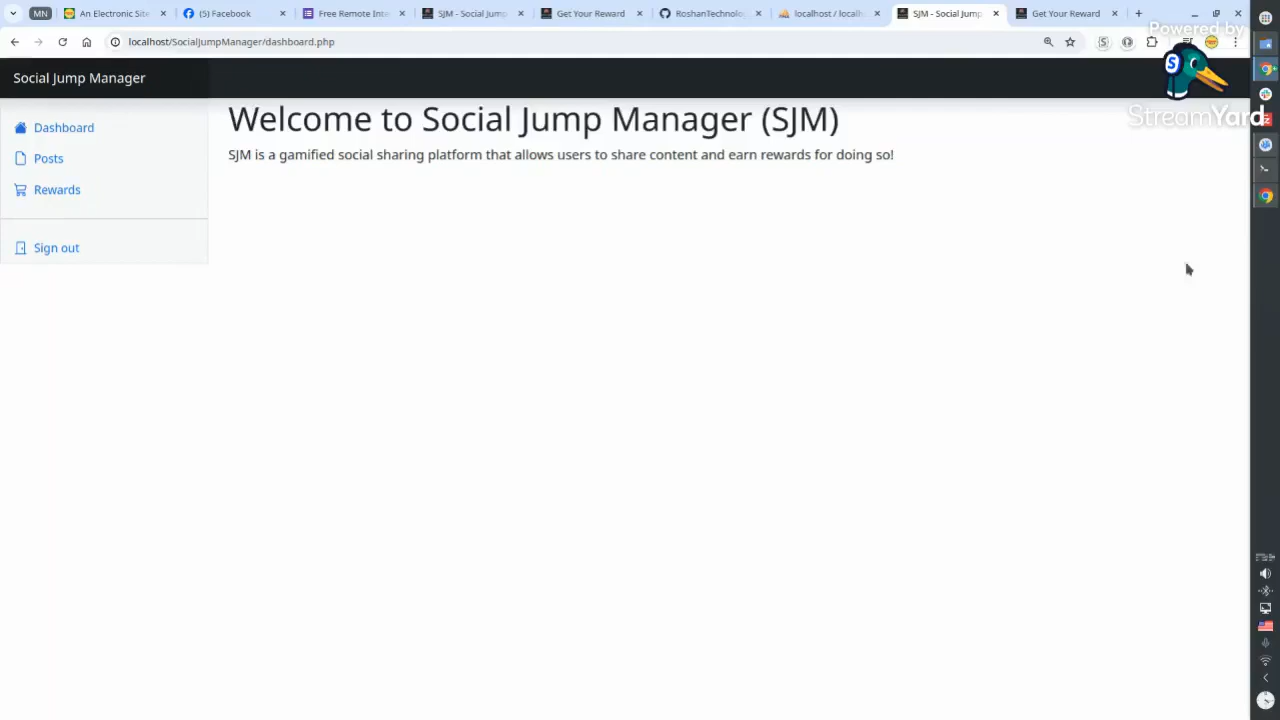 MN
An Electronic Site
(5) Facebook
Free Remote Inte
SJM - Social Jump
Get Your Reward
RoshanTechnolog
localhost / localh
SJM - Social Jump
Get Your Reward
localhost/SocialJumpManager/dashboard.php
Powered by
StreamYard
Social Jump Manager
Dashboard
Posts
Rewards
Sign out
Welcome to Social Jump Manager (SJM)
SJM is a gamified social sharing platform that allows users to share content and earn rewards for doing so!